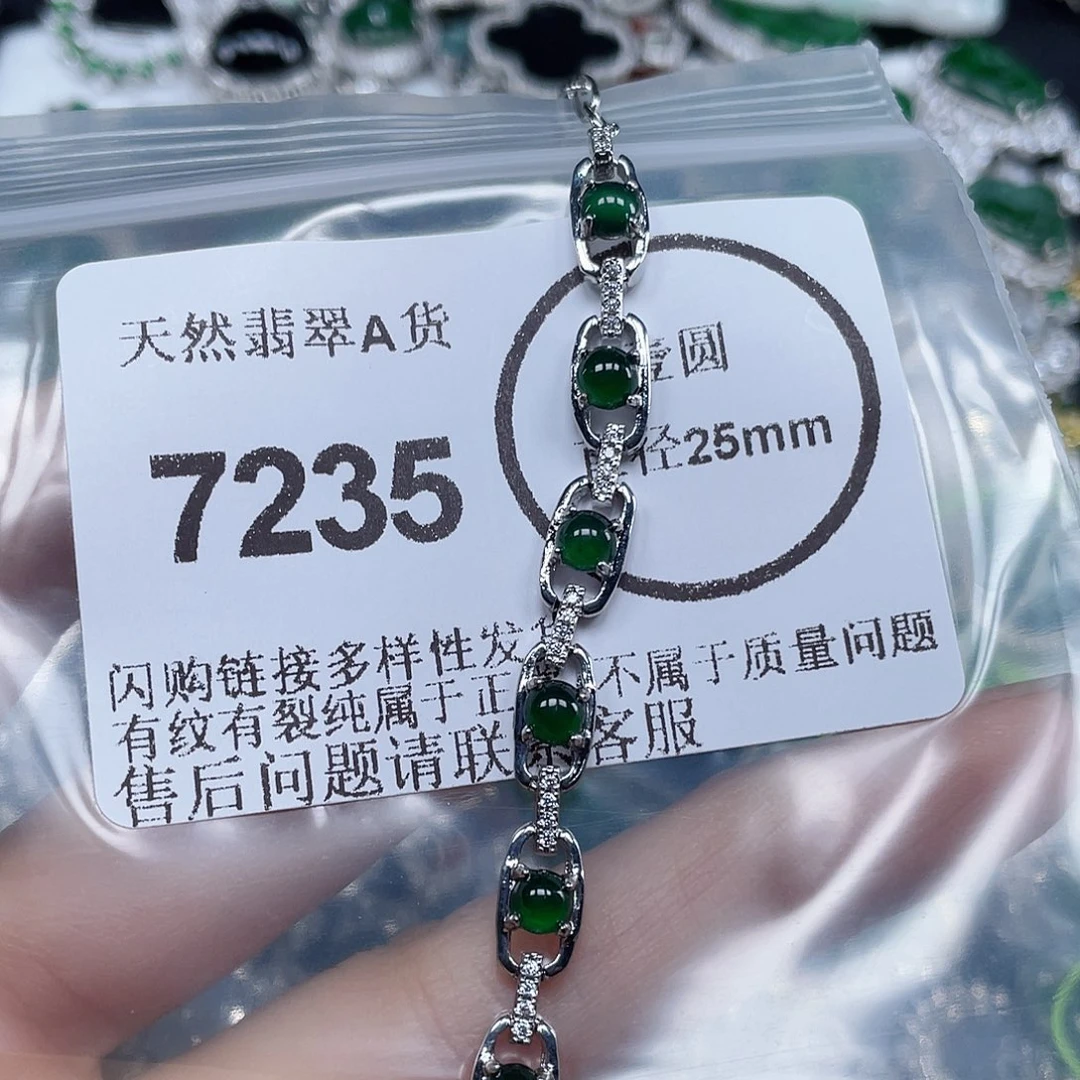 天然翡翠A货
7235
壹圆
径25mm
闪购链接多样性发 不属于质量问题
有纹有裂纯属于正
售后问题请联系客服